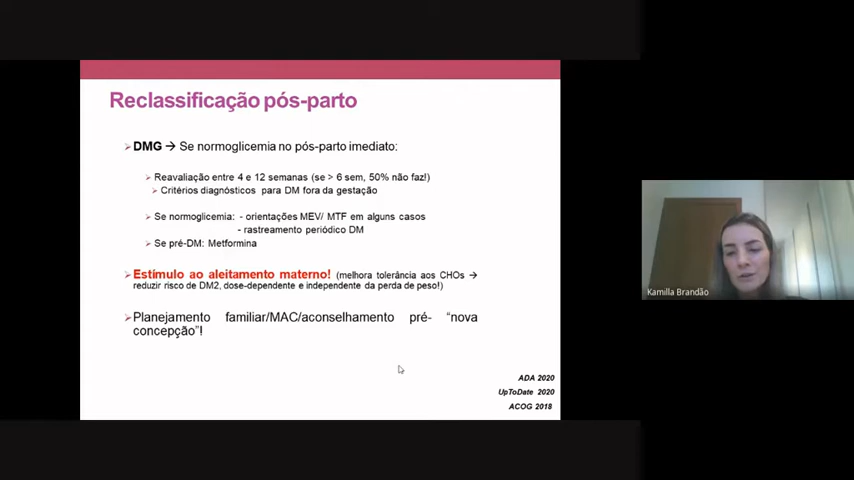 Reclassificação pós-parto
➢DMG → Se normoglicemia no pós-parto imediato:
➢ Reavaliação entre 4 e 12 semanas (se > 6 sem, 50% não faz!)
➢ Critérios diagnósticos para DM fora da gestação
➢ Se normoglicemia: - orientações MEV/ MTF em alguns casos
- rastreamento periódico DM
➢ Se pré-DM: Metformina
➢Estímulo ao aleitamento materno! (melhora tolerância aos CHOs →
reduzir risco de DM2, dose-dependente e independente da perda de peso!)
➢Planejamento familiar/MAC/aconselhamento pré- “nova
concepção”!
ADA 2020
UpToDate 2020
ACOG 2018
Kamilla Brandão